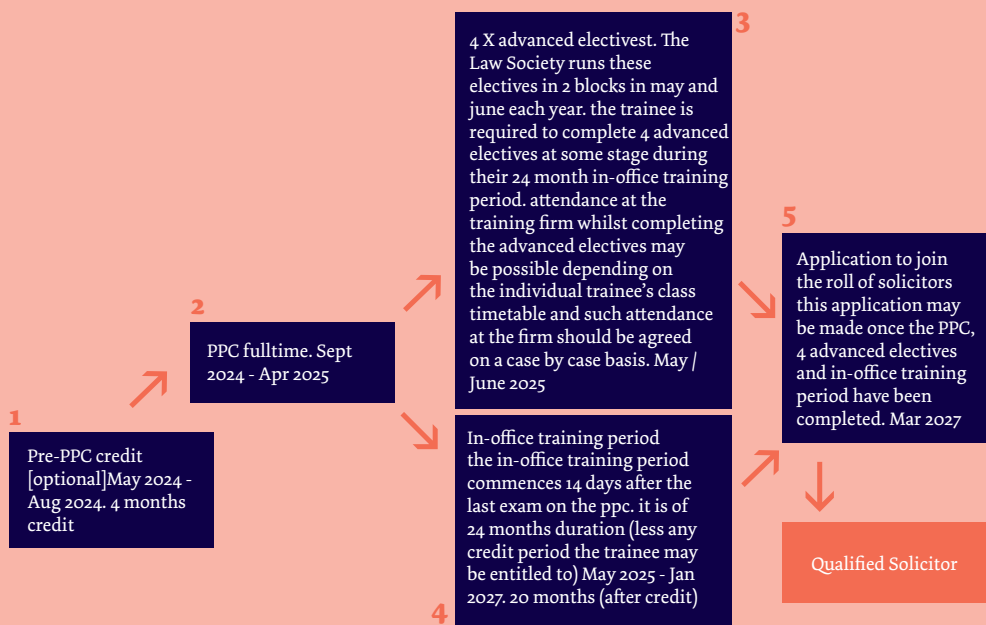 1
Pre-PPC credit
[optional]May 2024 -
Aug 2024. 4 months
credit
2
PPC fulltime. Sept
2024 - Apr 2025
3
4 X advanced electivest. The
Law Society runs these
electives in 2 blocks in may and
june each year. the trainee is
required to complete 4 advanced
electives at some stage during
their 24 month in-office training
period. attendance at the
training firm whilst completing
the advanced electives may
be possible depending on
the individual trainee's class
timetable and such attendance
at the firm should be agreed
on a case by case basis. May /
June 2025
4
In-office training period
the in-office training period
commences 14 days after the
last exam on the ppc. it is of
24 months duration (less any
credit period the trainee may
be entitled to) May 2025 - Jan
2027. 20 months (after credit)
5
Application to join
the roll of solicitors
this application may
be made once the PPC,
4 advanced electives
and in-office training
period have been
completed. Mar 2027
Qualified Solicitor